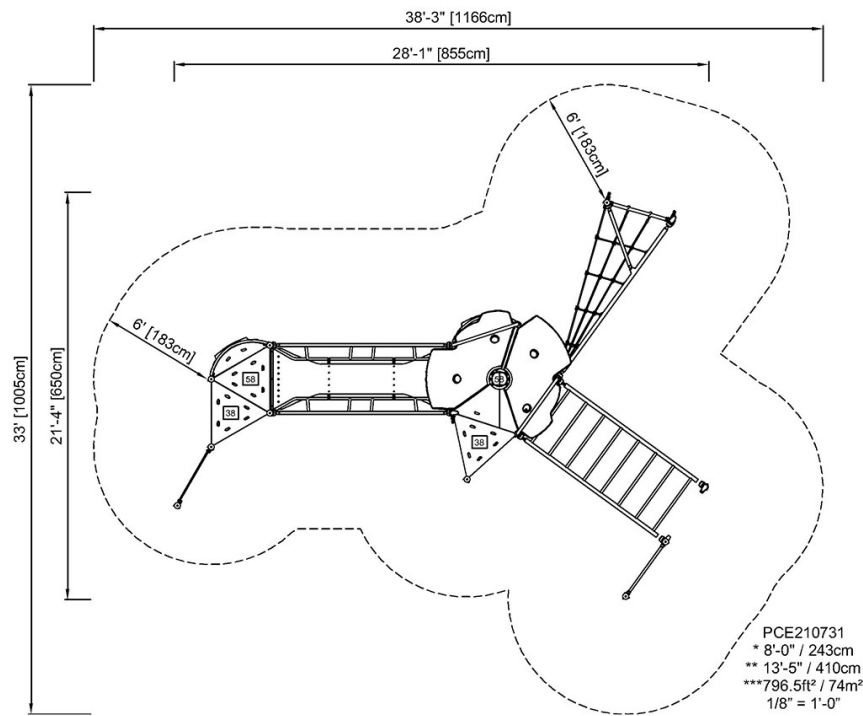 38'-3" [1166cm]
28'-1" [855cm]
6' [183cm]
33' [1005cm]
21'-4" [650cm]
6' [183cm]
58
38
58
38
PCE210731
* 8'-0" / 243cm
** 13'-5" / 410cm
***796.5ft² / 74m²
1/8" = 1'-0"